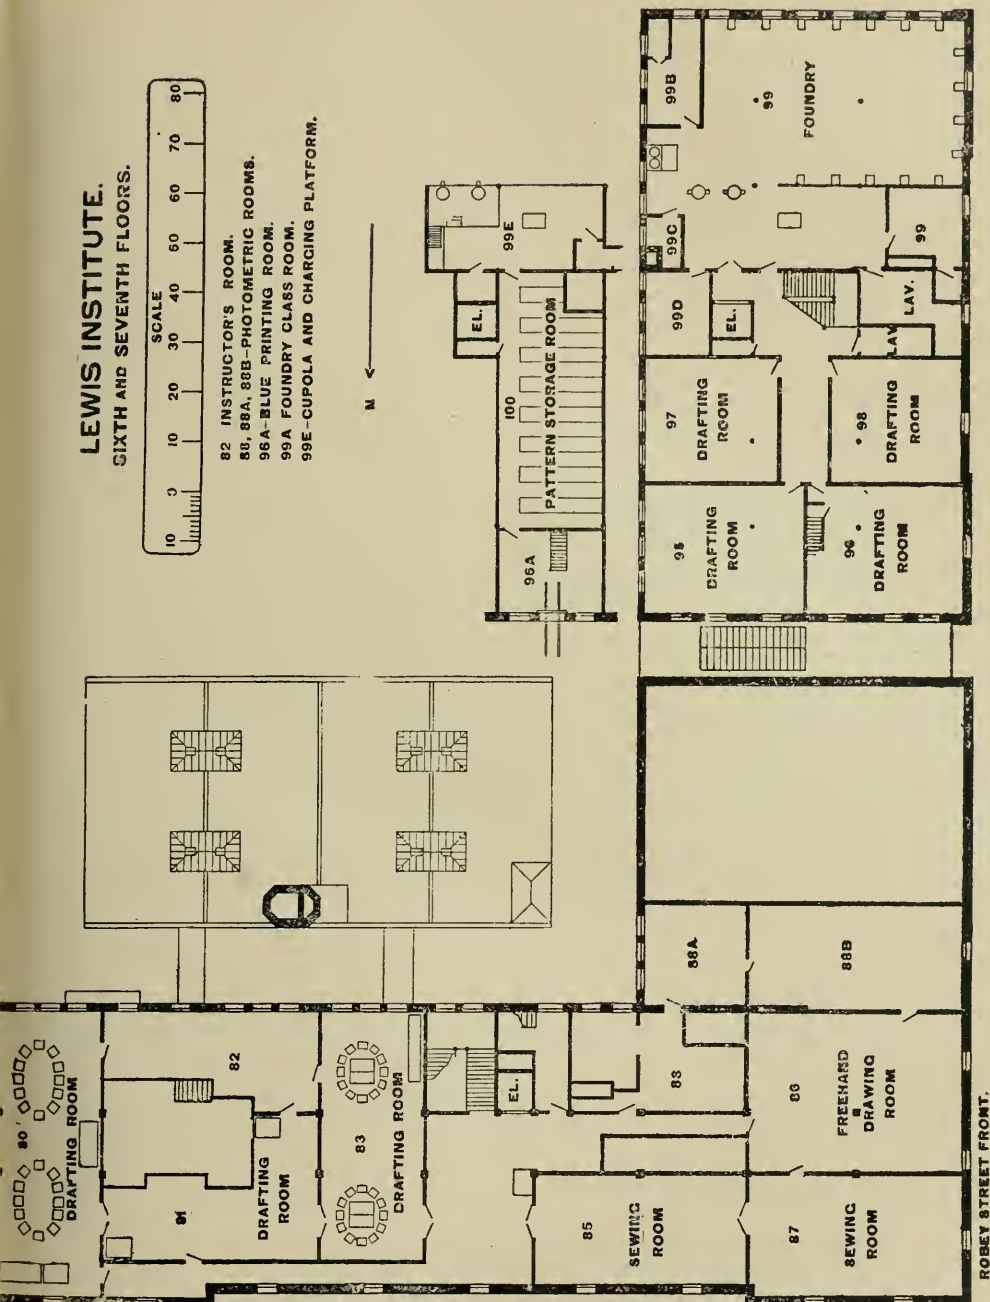 LEWIS INSTITUTE.
SIXTH AND SEVENTH FLOORS.
SCALE
10 0 10 20 30 40 50 60 70 80
82 INSTRUCTOR'S ROOM.
88, 88A, 88B-PHOTOMETRIC ROOMS.
96A-BLUE PRINTING ROOM.
99A FOUNDRY CLASS ROOM.
99E-CUPOLA AND CHARGING PLATFORM.
N
99E
EL.
100
PATTERN STORAGE ROOM
96A
99B
99
FOUNDRY
99C
99
99D
EL.
LAV.
LAV
97
DRAFTING
ROOM
98
DRAFTING
ROOM
95
DRAFTING
ROOM
96
DRAFTING
ROOM
88A
88B
80
DRAFTING ROOM
82
81
DRAFTING
ROOM
83
DRAFTING ROOM
EL.
88
86
FREEHAND
DRAWING
ROOM
85
SEWING
ROOM
87
SEWING
ROOM
ROBEY STREET FRONT.